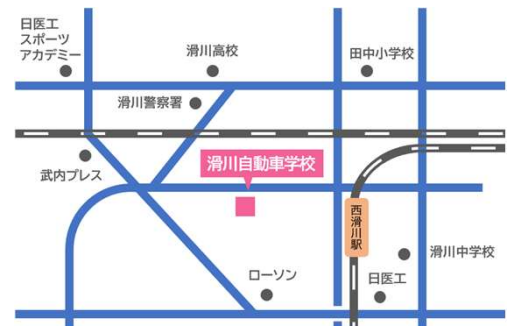 日医工
スポーツ
アカデミー
滑川高校
田中小学校
滑川警察署
武内プレス
滑川自動車学校
西滑川駅
滑川中学校
ローソン
日医工